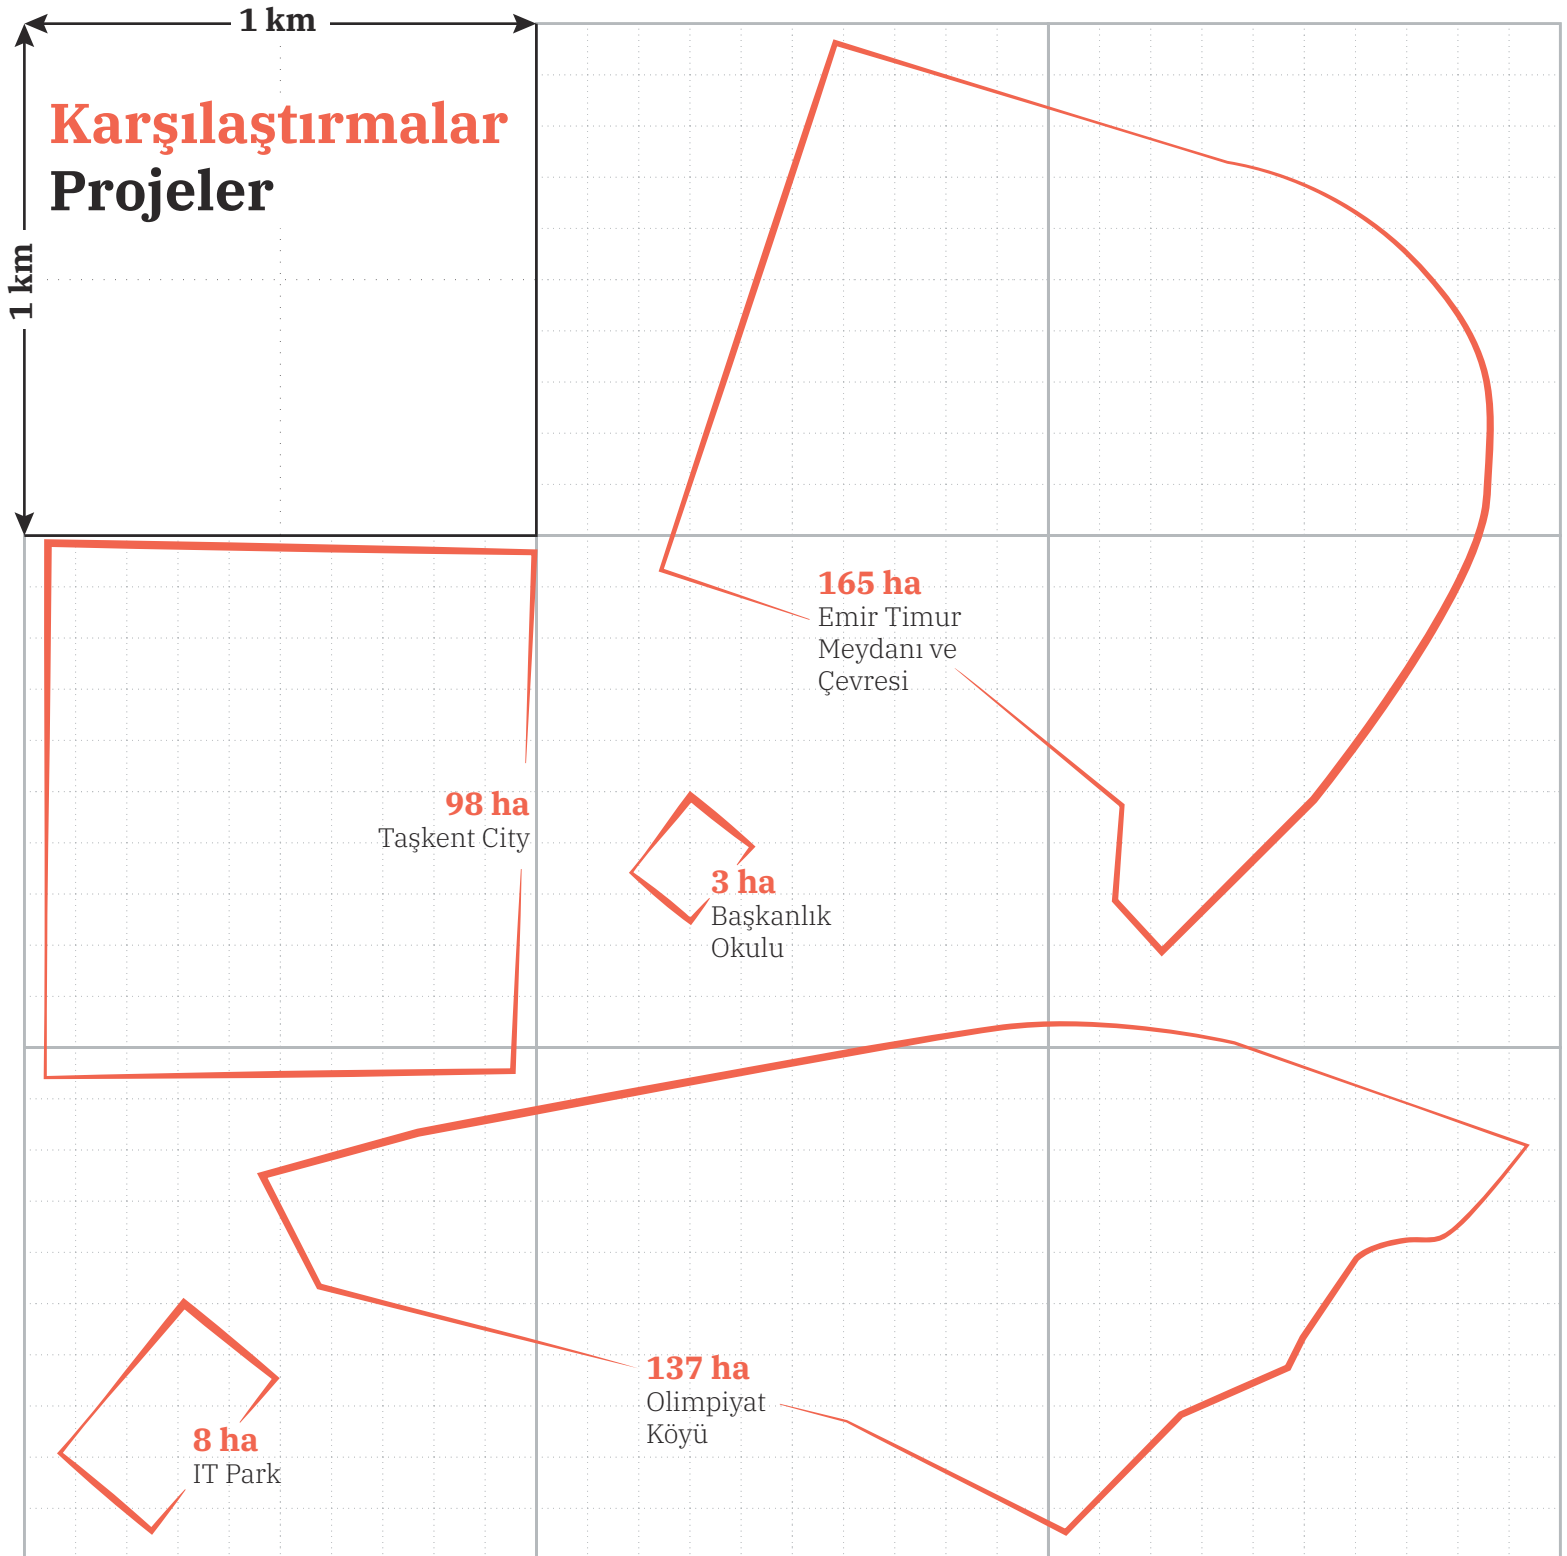 1 km
Karşılaştırmalar
Projeler
1 km
165 ha
Emir Timur
Meydanı ve
Çevresi
98 ha
Taşkent City
3 ha
Başkanlık
Okulu
137 ha
Olimpiyat
Köyü
8 ha
IT Park